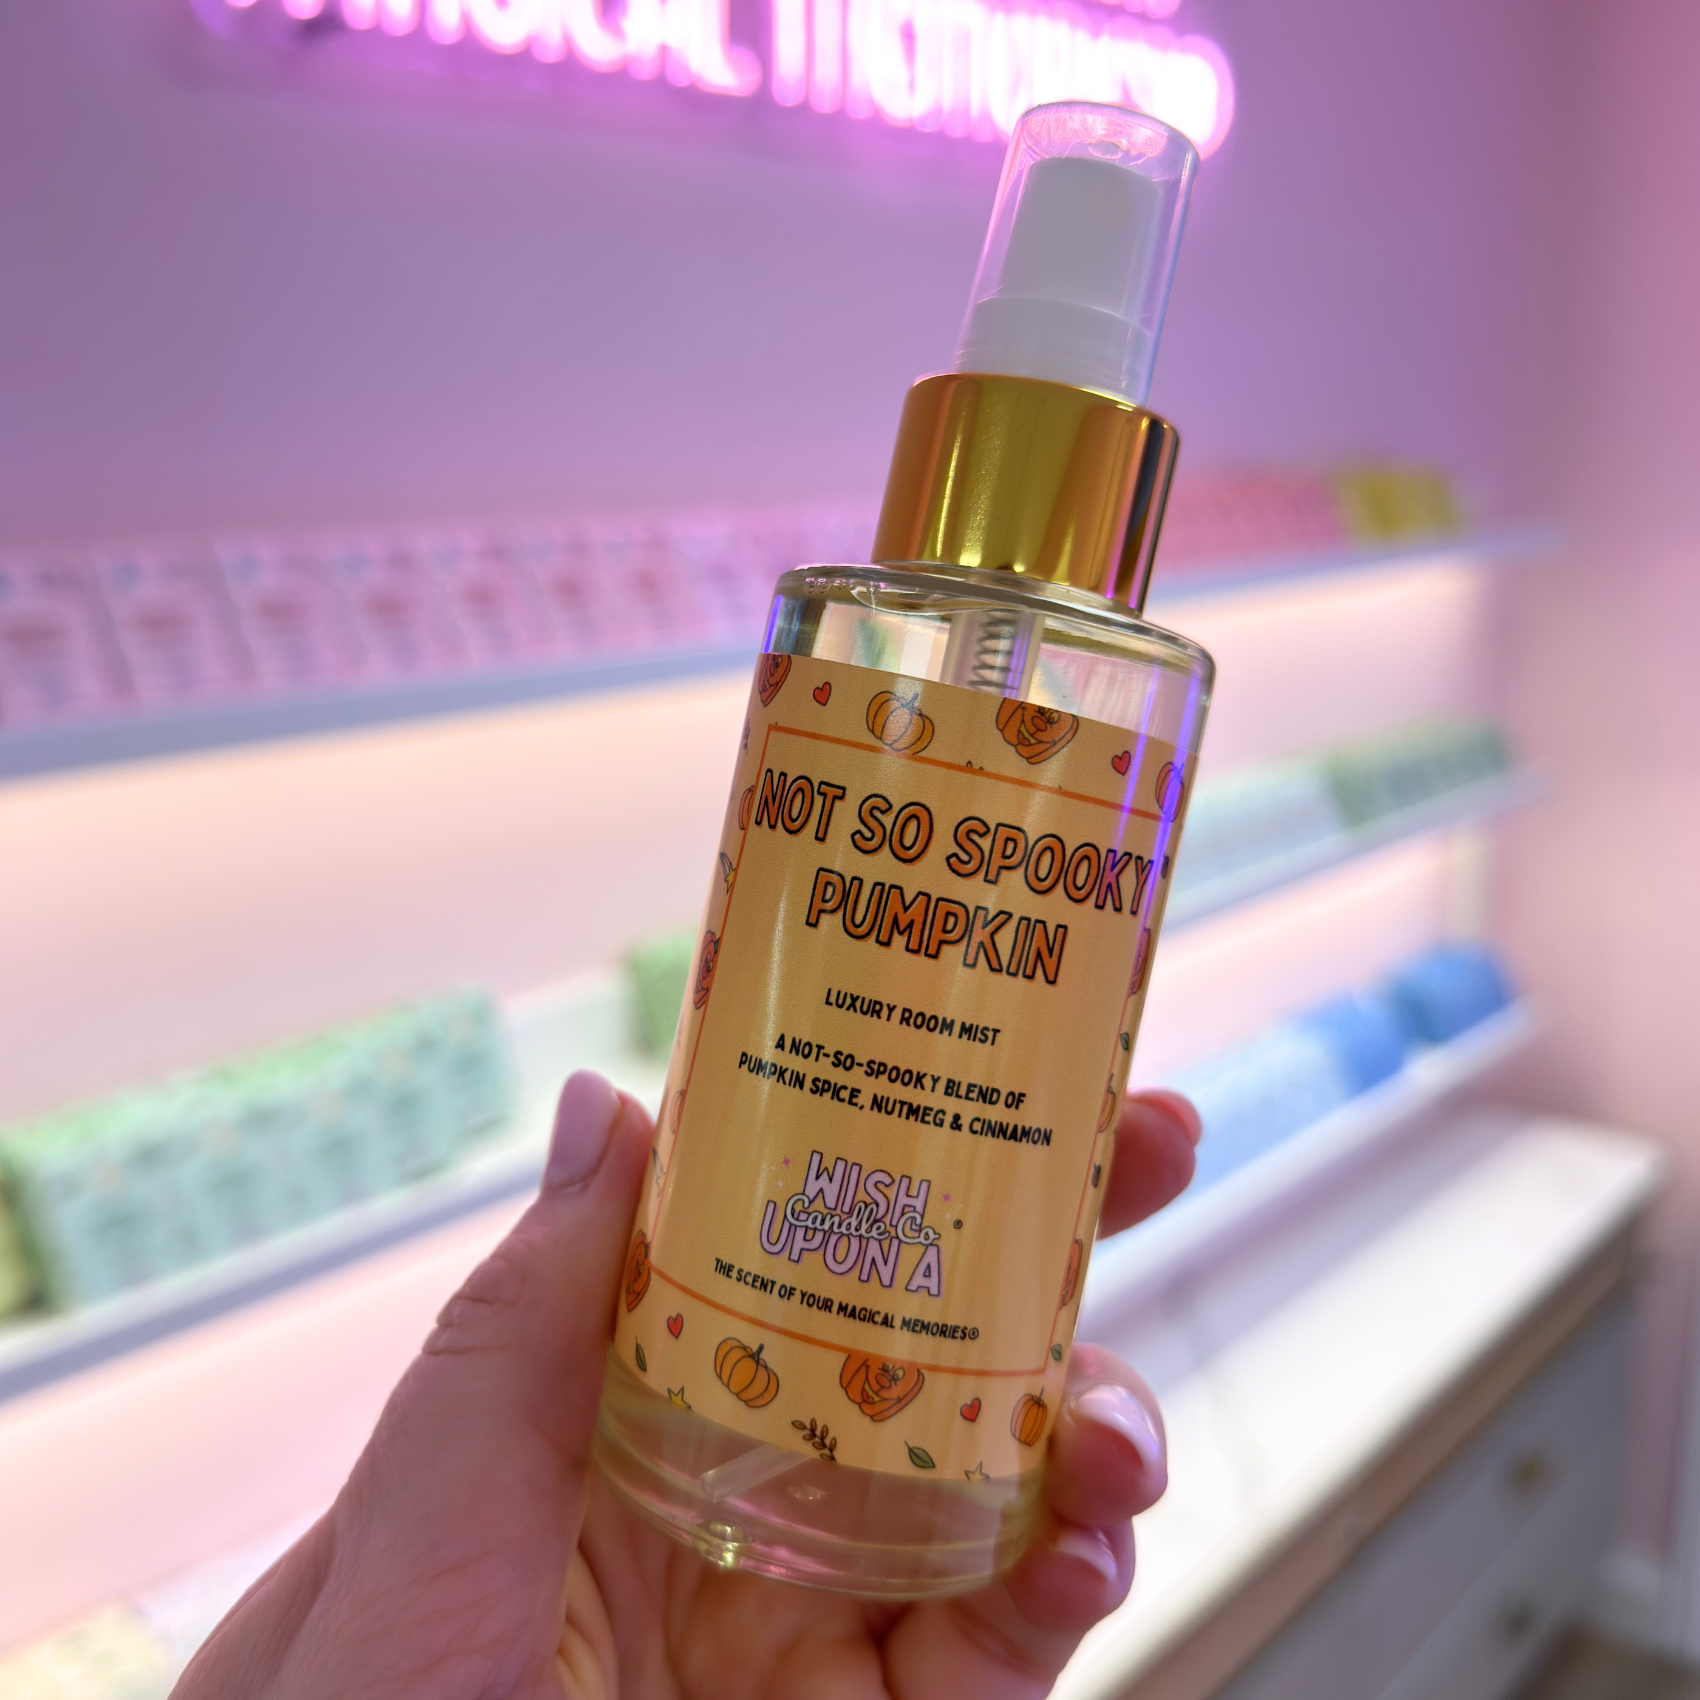 MAGICAL
NOT SO SPOOKY
PUMPKIN
LUXURY ROOM MIST
A NOT-SO-SPOOKY BLEND OF
PUMPKIN SPICE, NUTMEG & CINNAMON
WISH
Candle Co ®
UPON A
THE SCENT OF YOUR MAGICAL MEMORIES®